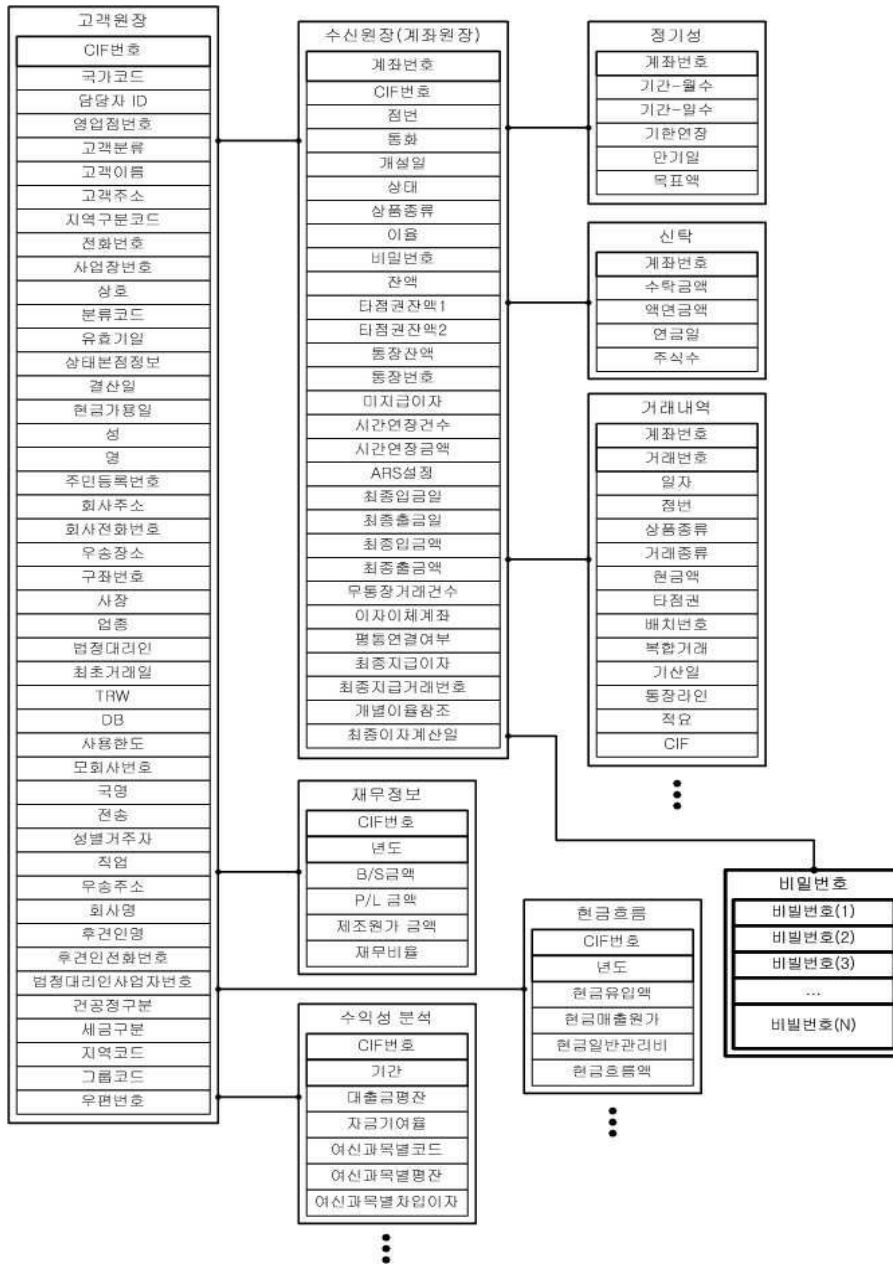 고객원장
CIF번호
국가코드
담당자 ID
영업점번호
고객분류
고객이름
고객주소
지역구분코드
전화번호
사업장번호
상호
분류코드
유효기일
상태본점정보
결산일
현금가용일
성
명
주민등록번호
회사주소
회사전화번호
우송장소
구좌번호
사장
업종
법정대리인
최초거래일
TRW
DB
사용한도
모회사번호
국명
전송
성별거주자
직업
우송주소
회사명
후견인명
후견인전화번호
법정대리인사업자번호
건공정구분
세금구분
지역코드
그룹코드
우편번호
수신원장(계좌원장)
계좌번호
CIF번호
점번
통화
개설일
상태
상품종류
이율
비밀번호
잔액
타점권잔액1
타점권잔액2
통장잔액
통장번호
미지급이자
시간연장건수
시간연장금액
ARS설정
최종입금일
최종출금일
최종입금액
최종출금액
무통장거래건수
이자이체계좌
평통연결여부
최종지급이자
최종지급거래번호
개별이율참조
최종이자계산일
정기성
계좌번호
기간-월수
기간-일수
기한연장
만기일
목표액
신탁
계좌번호
수탁금액
액면금액
연금일
주식수
거래내역
계좌번호
거래번호
일자
점번
상품종류
거래종류
현금액
타점권
배치번호
복합거래
기산일
통장라인
적요
CIF
재무정보
CIF번호
년도
B/S금액
P/L 금액
제조원가 금액
재무비율
현금흐름
CIF번호
년도
현금유입액
현금매출원가
현금일반관리비
현금흐름액
비밀번호
비빌번호(1)
비빌번호(2)
비빌번호(3)
...
비빌번호(N)
수익성 분석
CIF번호
기간
대출금평잔
자금기여율
여신과목별코드
여신과목별평잔
여신과목별차입이자